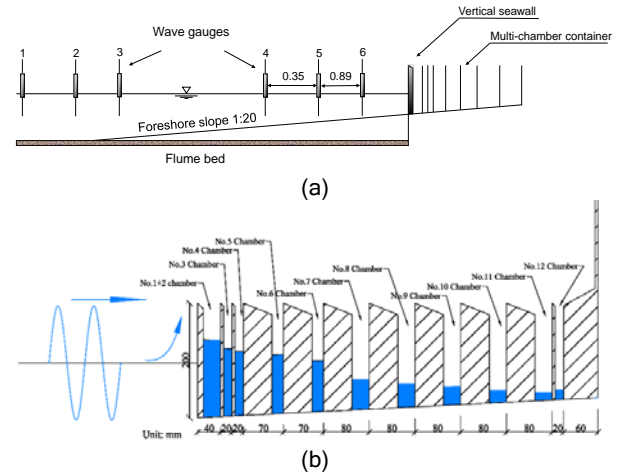 Vertical seawall
Wave gauges
Multi-chamber container
1 2 3 4 5 6
0.35 0.89
Foreshore slope 1:20
Flume bed
(a)
No.5 Chamber
No.4 Chamber
No.3 Chamber
No.1+2 chamber
No.6 Chamber
No.7 Chamber
No.8 Chamber
No.9 Chamber
No.10 Chamber
No.11 Chamber
No.12 Chamber
200
Unit: mm
40 20 20 70 70 80 80 80 80 80 20 60
(b)